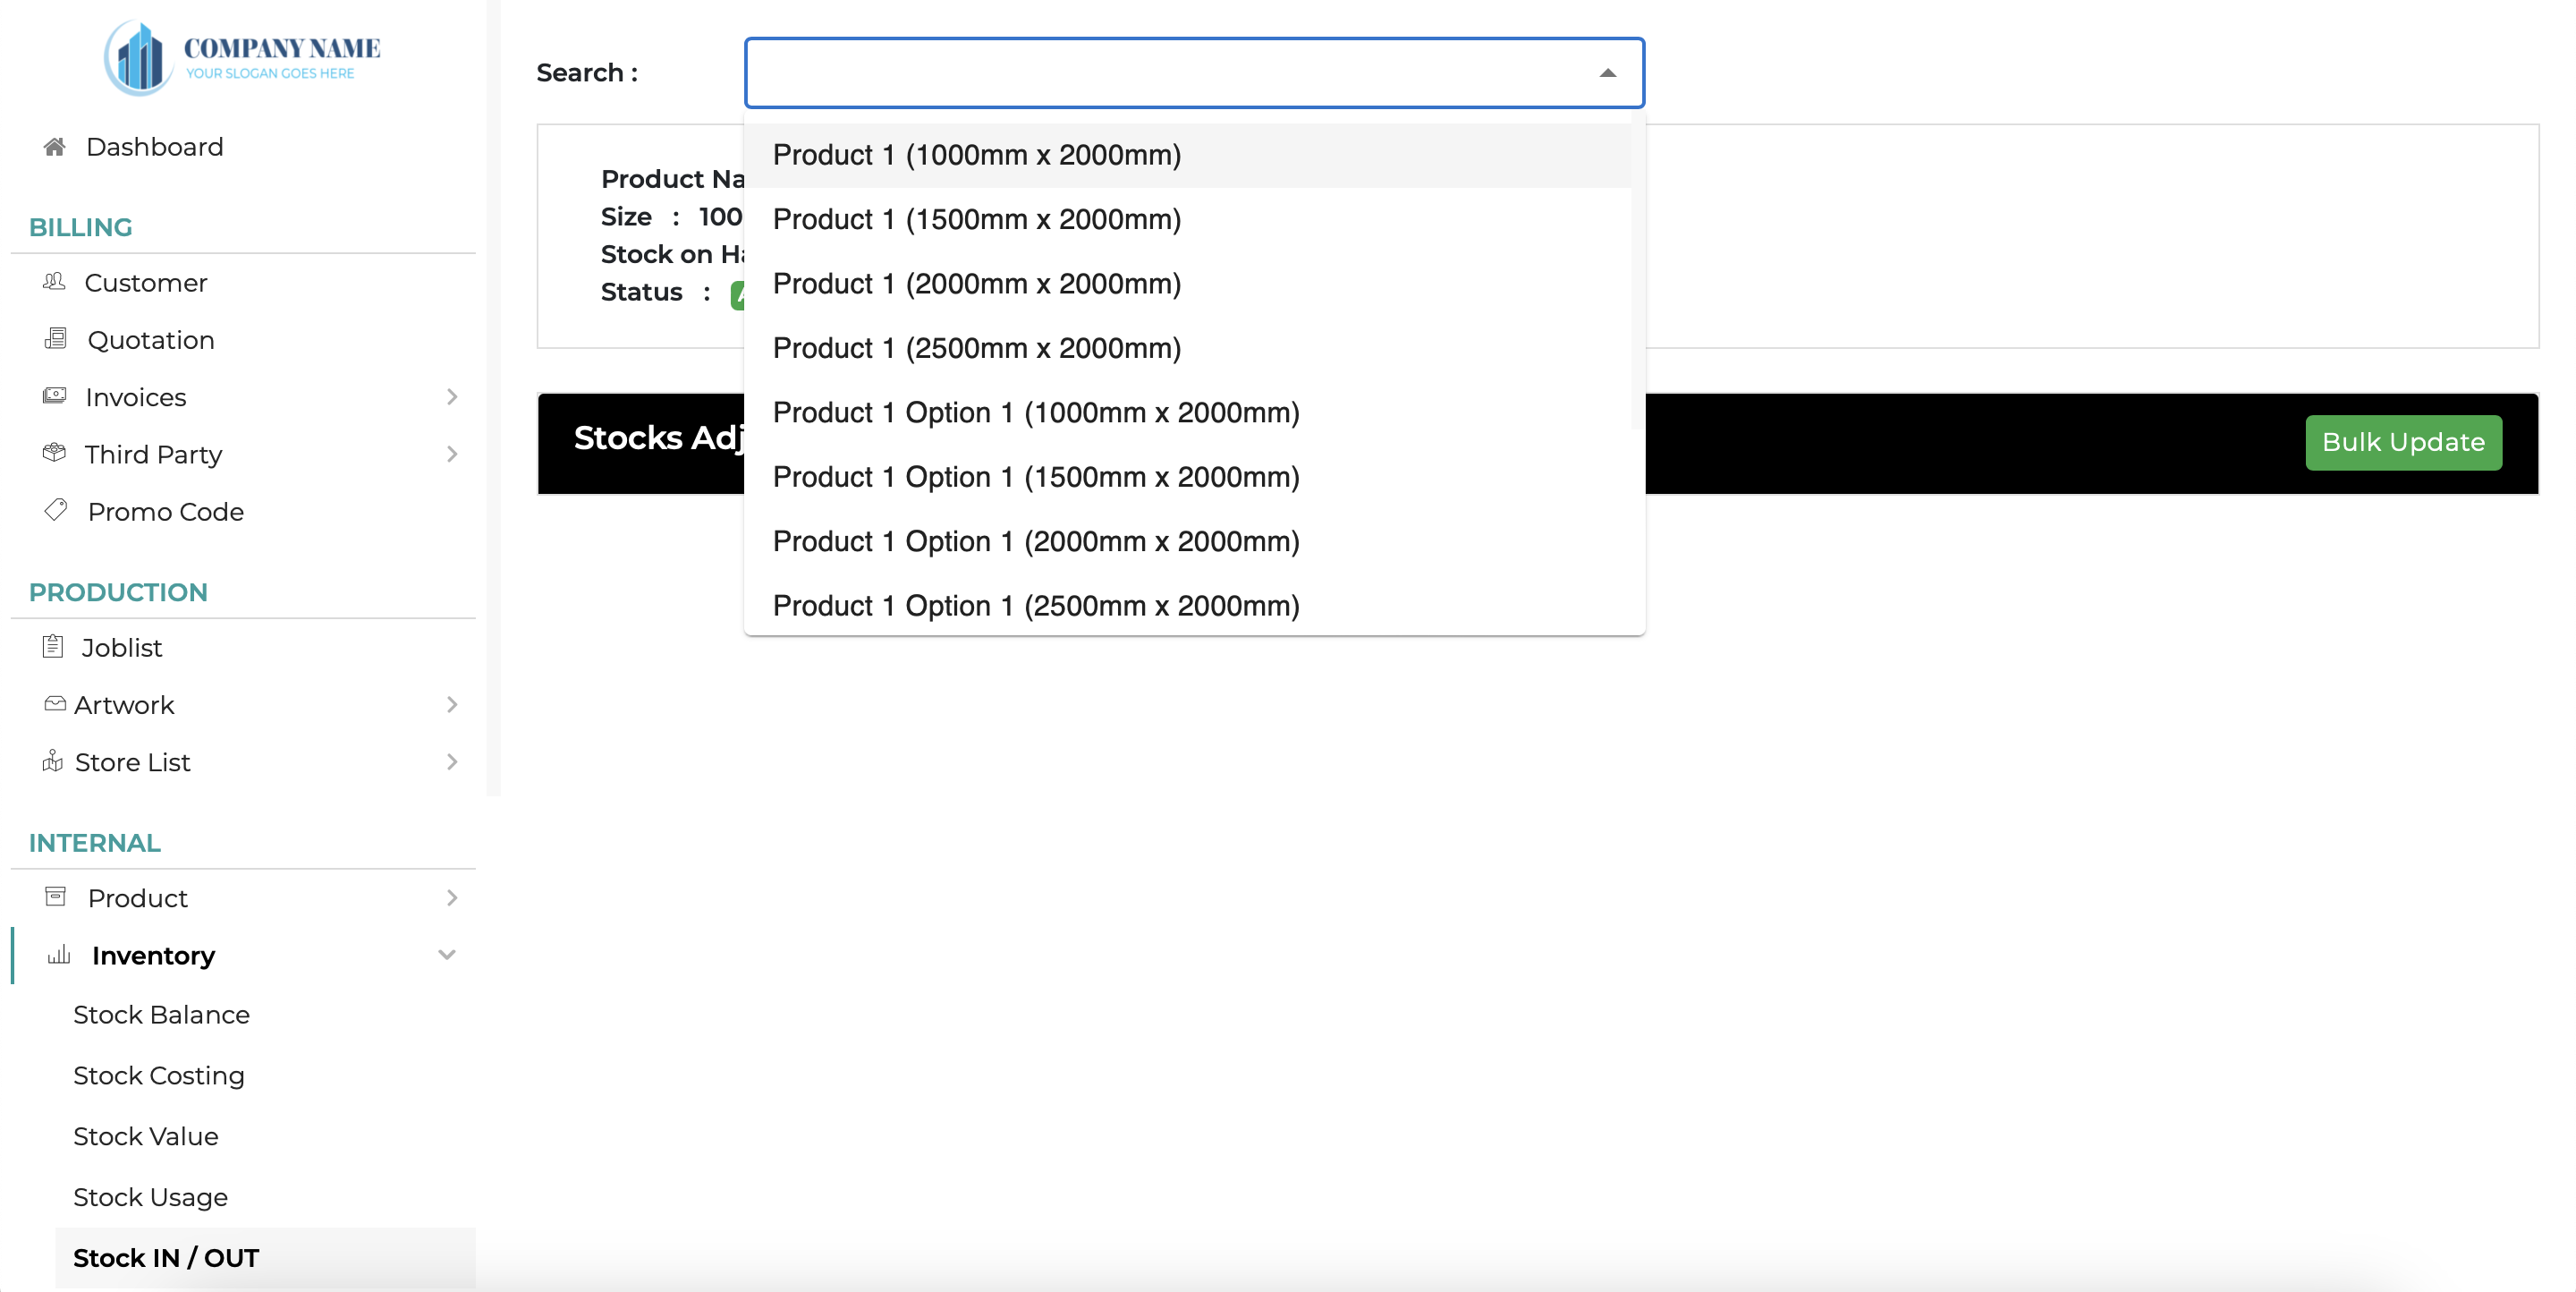 COMPANY NAME
YOUR SLOGAN GOES HERE
Dashboard
BILLING
Customer
Quotation
Invoices
Third Party
Promo Code
PRODUCTION
Joblist
Artwork
Store List
INTERNAL
Product
Inventory
Stock Balance
Stock Costing
Stock Value
Stock Usage
Stock IN / OUT
Search :
Product 1 (1000mm x 2000mm)
Product 1 (1500mm x 2000mm)
Product 1 (2000mm x 2000mm)
Product 1 (2500mm x 2000mm)
Product 1 Option 1 (1000mm x 2000mm)
Product 1 Option 1 (1500mm x 2000mm)
Product 1 Option 1 (2000mm x 2000mm)
Product 1 Option 1 (2500mm x 2000mm)
Product Na
Size : 100
Stock on Ha
Status :
Stocks Adj
Bulk Update